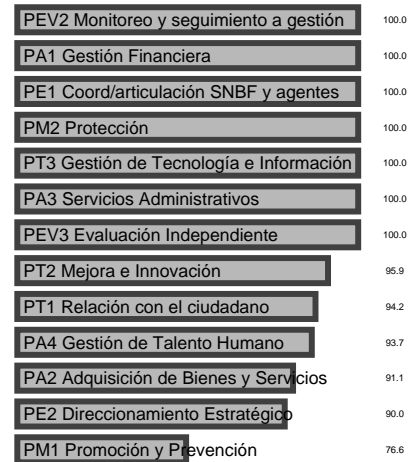 PEV2 Monitoreo y seguimiento a gestión 100.0
PA1 Gestión Financiera 100.0
PE1 Coord/articulación SNBF y agentes 100.0
PM2 Protección 100.0
PT3 Gestión de Tecnología e Información 100.0
PA3 Servicios Administrativos 100.0
PEV3 Evaluación Independiente 100.0
PT2 Mejora e Innovación 95.9
PT1 Relación con el ciudadano 94.2
PA4 Gestión de Talento Humano 93.7
PA2 Adquisición de Bienes y Servicios 91.1
PE2 Direccionamiento Estratégico 90.0
PM1 Promoción y Prevención 76.6